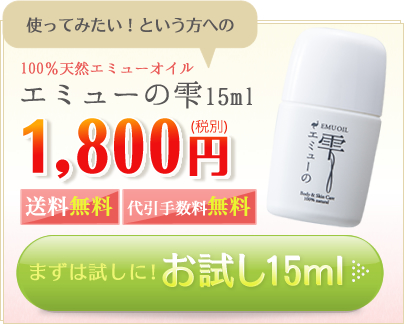 使ってみたい！という方への
100%天然エミューオイル
エミューの雫15ml
1,800円
(税別)
送料無料
代引手数料無料
まずは試しに！お試し15ml
EMU OIL
エミューの雫
Body & Skin Care
100% natural